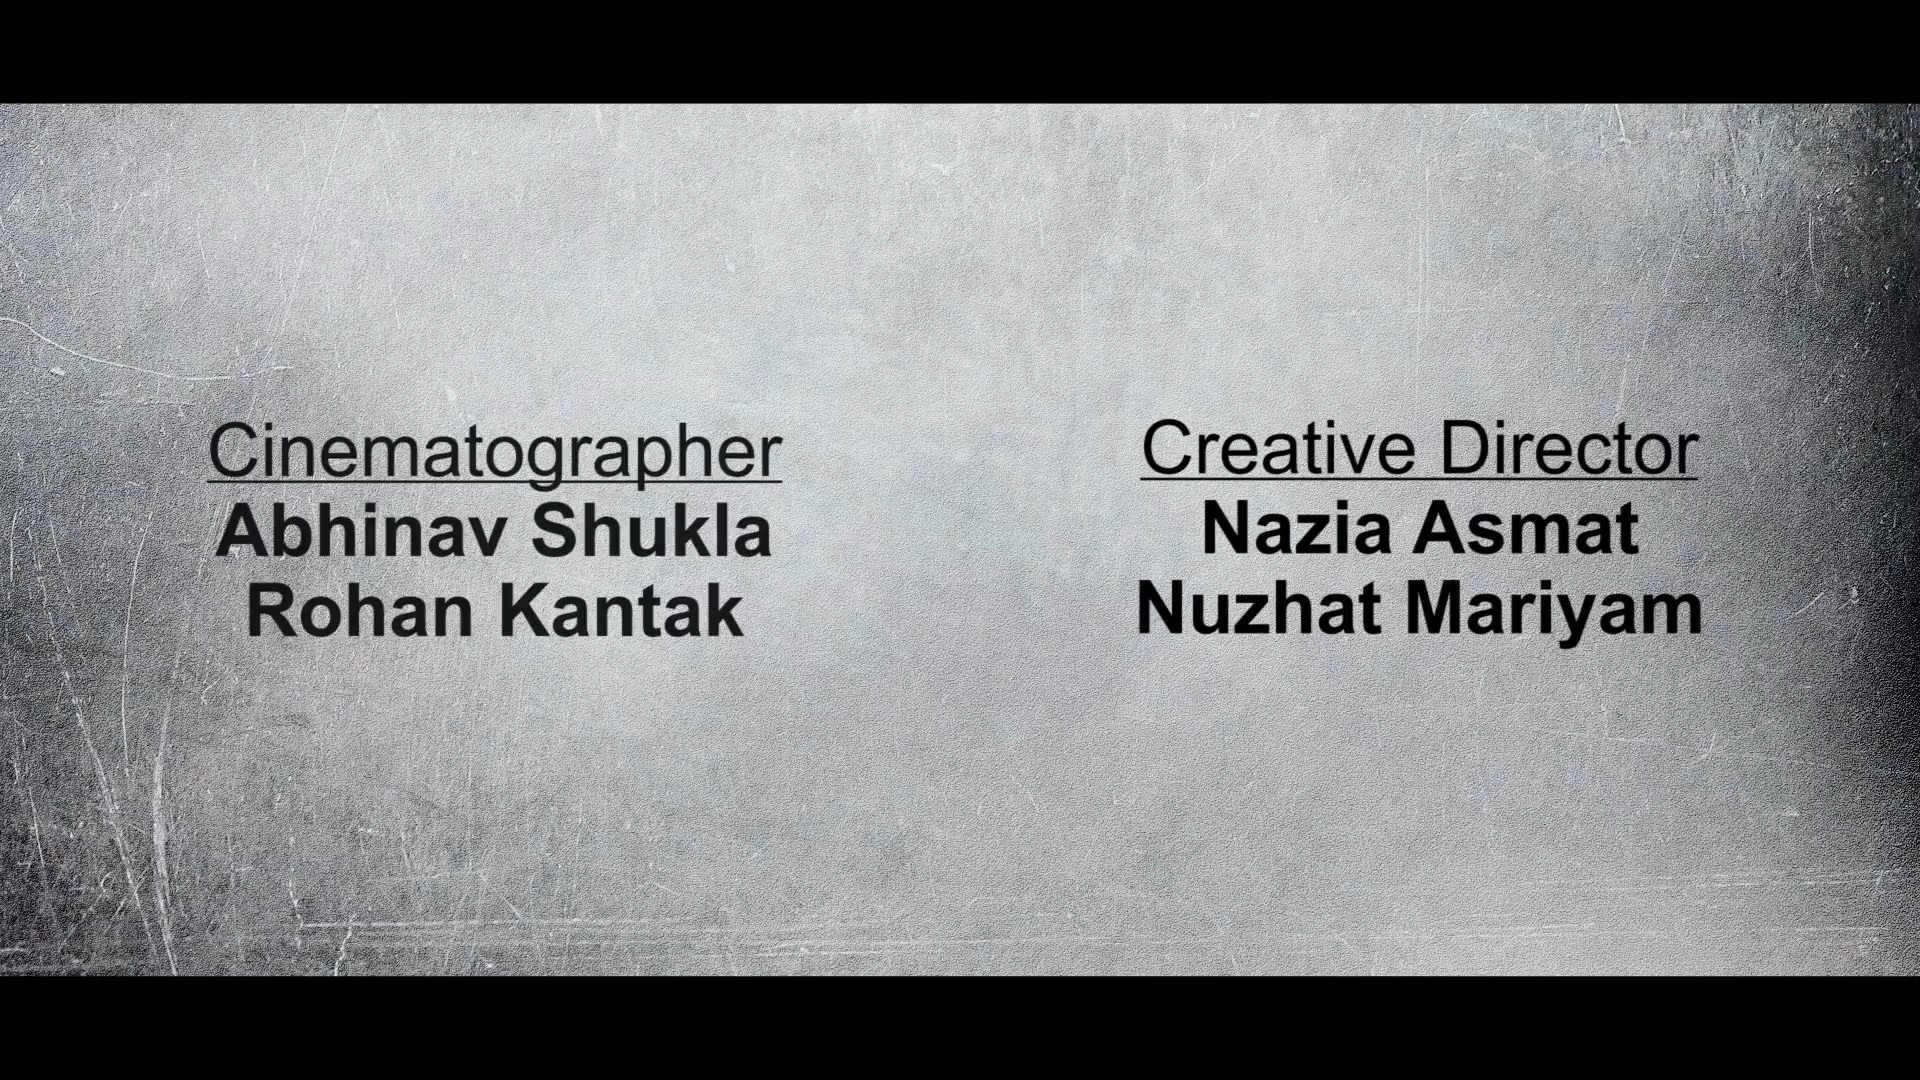 Cinematographer
Abhinav Shukla
Rohan Kantak
Creative Director
Nazia Asmat
Nuzhat Mariyam